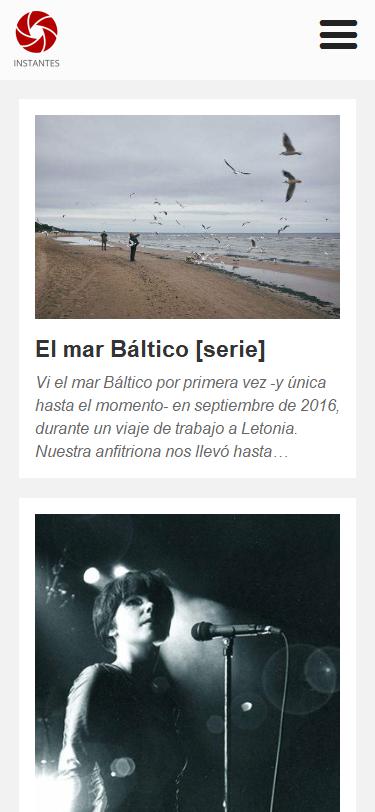 INSTANTES
El mar Báltico [serie]
Vi el mar Báltico por primera vez -y única
hasta el momento- en septiembre de 2016,
durante un viaje de trabajo a Letonia.
Nuestra anfitriona nos llevó hasta…